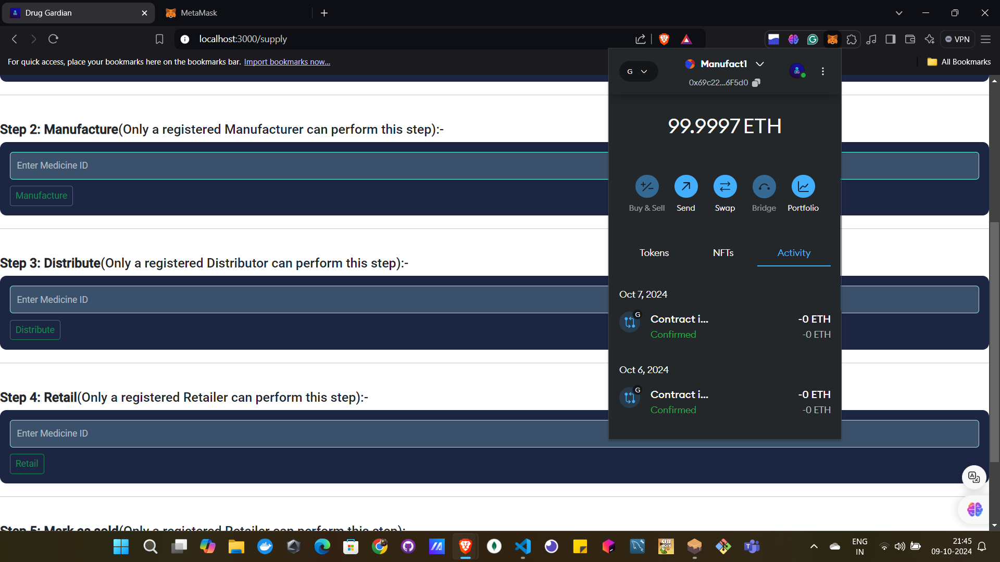 Drug Gardian
MetaMask
localhost:3000/supply
VPN
For quick access, place your bookmarks here on the bookmarks bar. Import bookmarks now...
All Bookmarks
G
Manufact1
0x69c22...6F5d0
DG
99.9997 ETH
Buy & Sell
Send
Swap
Bridge
Portfolio
Tokens
NFTs
Activity
Oct 7, 2024
G
Contract i...
-0 ETH
Confirmed
-0 ETH
Oct 6, 2024
G
Contract i...
-0 ETH
Confirmed
-0 ETH
Step 2: Manufacture(Only a registered Manufacturer can perform this step):-
Enter Medicine ID
Manufacture
Step 3: Distribute(Only a registered Distributor can perform this step):-
Enter Medicine ID
Distribute
Step 4: Retail(Only a registered Retailer can perform this step):-
Enter Medicine ID
Retail
Step 5: Mark as sold(Only a registered Retailer can perform this step):-
ENG
IN
21:45
09-10-2024